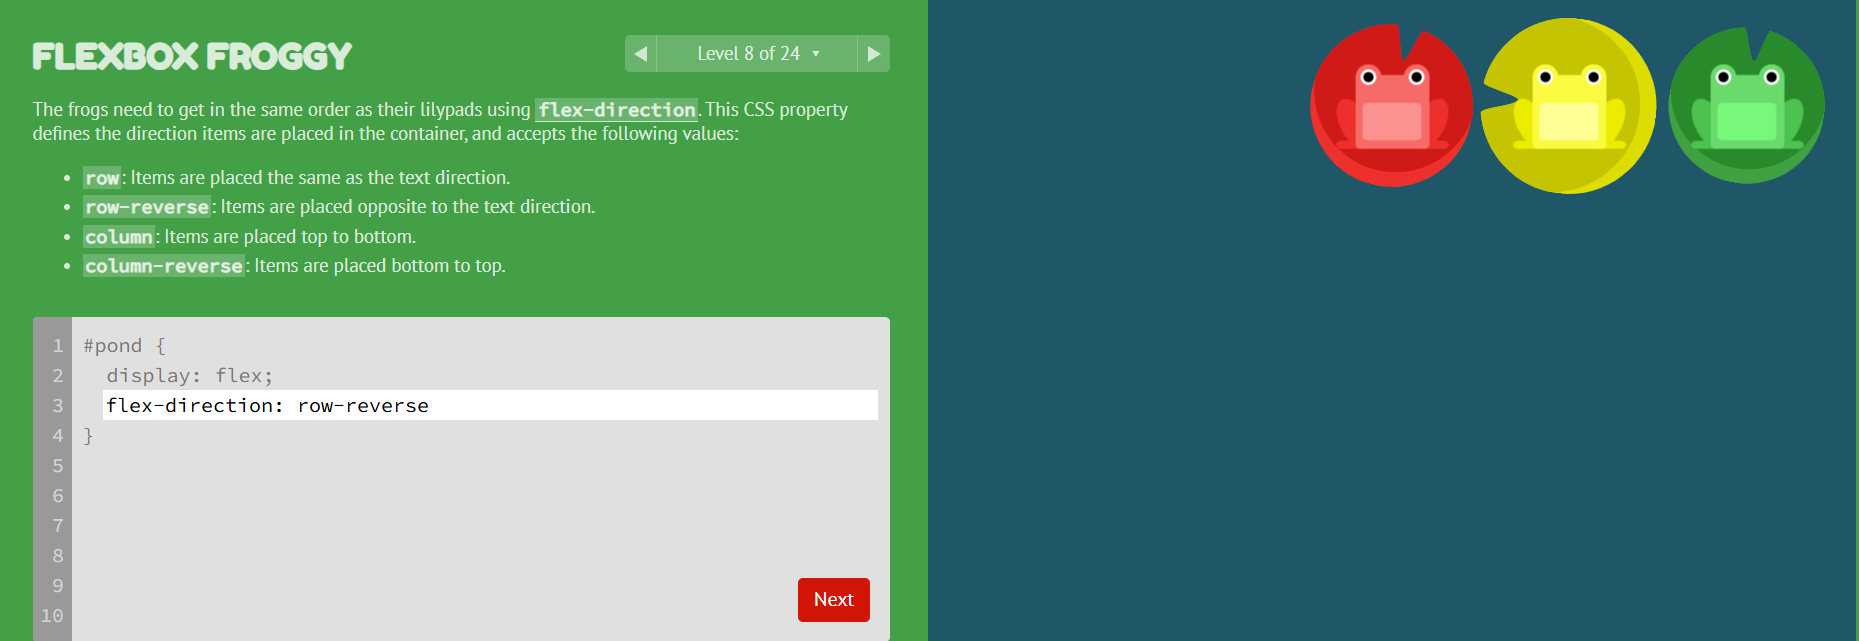 FLEXBOX FROGGY
◀ Level 8 of 24 ▼ ▶
The frogs need to get in the same order as their lilypads using flex-direction. This CSS property
defines the direction items are placed in the container, and accepts the following values:
• row: Items are placed the same as the text direction.
• row-reverse: Items are placed opposite to the text direction.
• column: Items are placed top to bottom.
• column-reverse: Items are placed bottom to top.
1 #pond {
2 display: flex;
3 flex-direction: row-reverse
4 }
5
6
7
8
9
10
Next